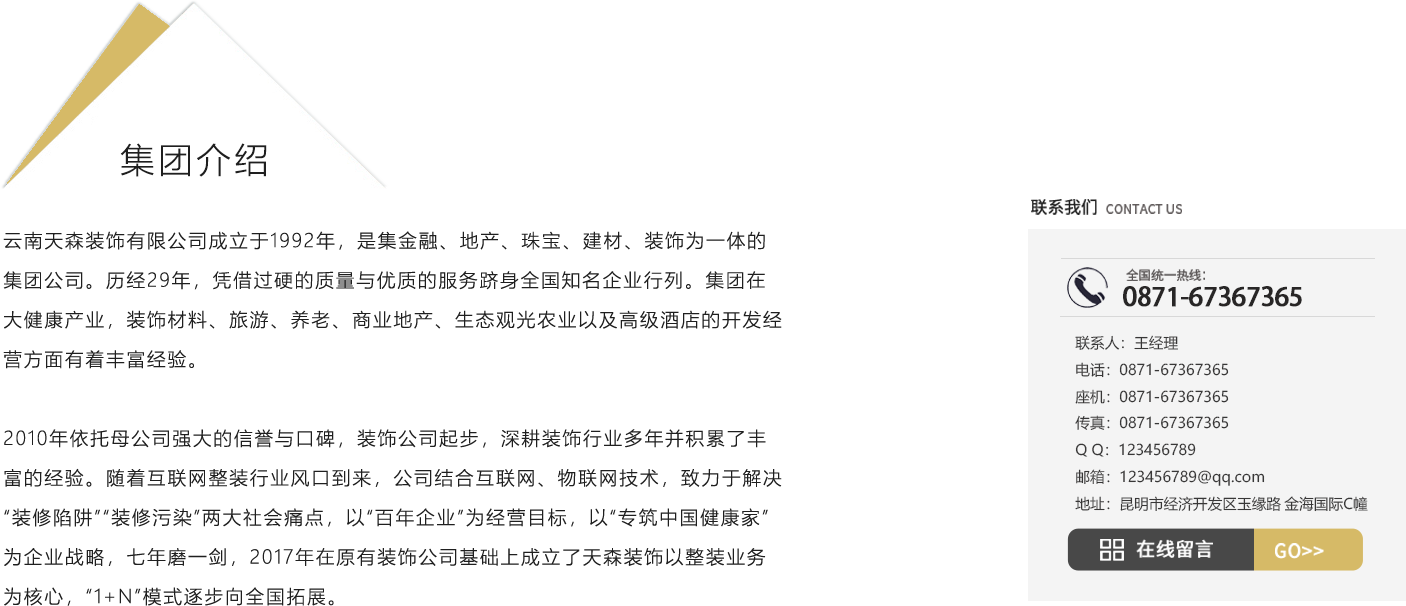 集团介绍
云南天森装饰有限公司成立于1992年，是集金融、地产、珠宝、建材、装饰为一体的
集团公司。历经29年，凭借过硬的质量与优质的服务跻身全国知名企业行列。集团在
大健康产业，装饰材料、旅游、养老、商业地产、生态观光农业以及高级酒店的开发经
营方面有着丰富经验。
2010年依托母公司强大的信誉与口碑，装饰公司起步，深耕装饰行业多年并积累了丰
富的经验。随着互联网整装行业风口到来，公司结合互联网、物联网技术，致力于解决
“装修陷阱”“装修污染”两大社会痛点，以“百年企业”为经营目标，以“专筑中国健康家”
为企业战略，七年磨一剑，2017年在原有装饰公司基础上成立了天森装饰以整装业务
为核心，“1+N”模式逐步向全国拓展。
联系我们 CONTACT US
全国统一热线：
0871-67367365
联系人：王经理
电话：0871-67367365
座机：0871-67367365
传真：0871-67367365
Q Q：123456789
邮箱：123456789@qq.com
地址：昆明市经济开发区玉缘路 金海国际C幢
在线留言 GO>>